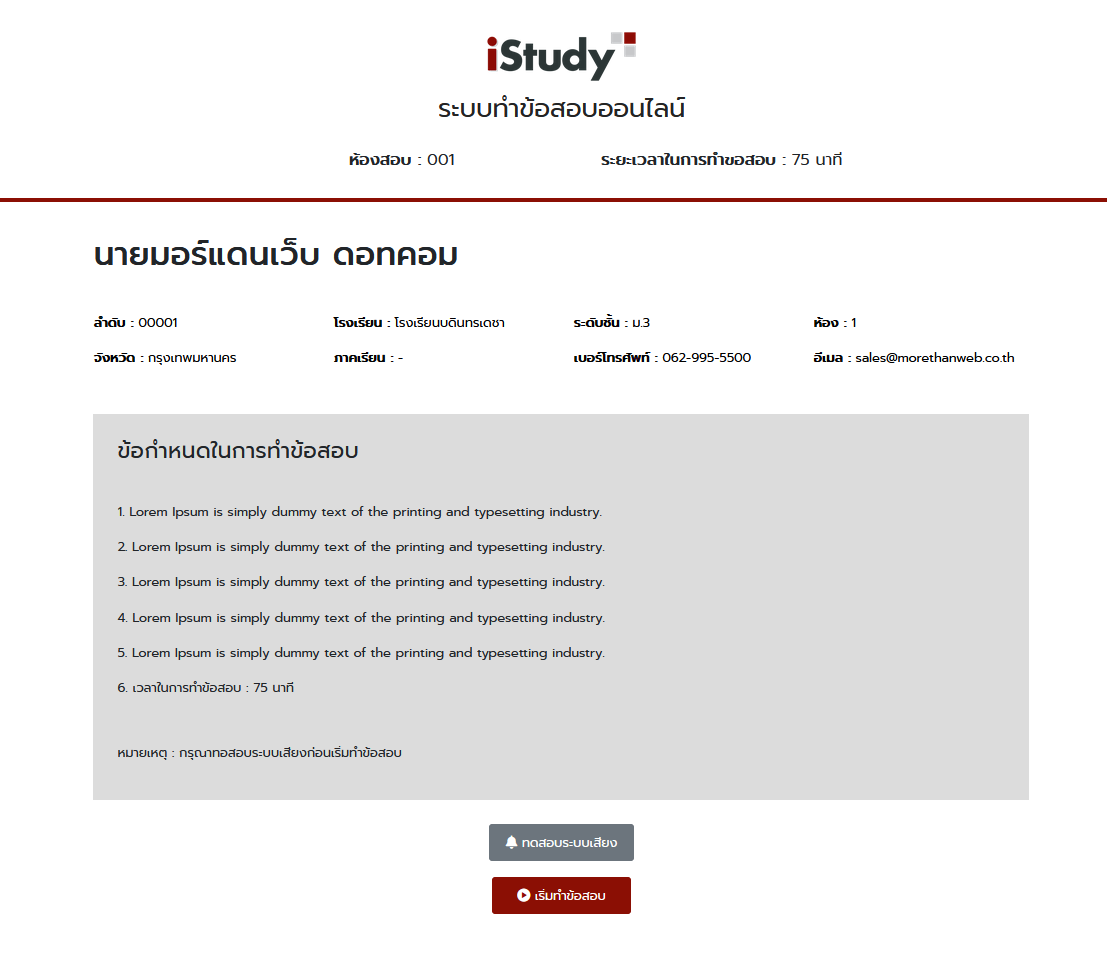 iStudy
ระบบทำข้อสอบออนไลน์
ห้องสอบ : 001 ระยะเวลาในการทำขอสอบ : 75 นาที
นายมอร์แดนเว็บ ดอทคอม
ลำดับ : 00001 โรงเรียน : โรงเรียนบดินทรเดชา ระดับชั้น : ม.3 ห้อง : 1
จังหวัด : กรุงเทพมหานคร ภาคเรียน : - เบอร์โทรศัพท์ : 062-995-5500 อีเมล : sales@morethanweb.co.th
ข้อกำหนดในการทำข้อสอบ
1. Lorem Ipsum is simply dummy text of the printing and typesetting industry.
2. Lorem Ipsum is simply dummy text of the printing and typesetting industry.
3. Lorem Ipsum is simply dummy text of the printing and typesetting industry.
4. Lorem Ipsum is simply dummy text of the printing and typesetting industry.
5. Lorem Ipsum is simply dummy text of the printing and typesetting industry.
6. เวลาในการทำข้อสอบ : 75 นาที
หมายเหตุ : กรุณาทอสอบระบบเสียงก่อนเริ่มทำข้อสอบ
ทดสอบระบบเสียง
เริ่มทำข้อสอบ